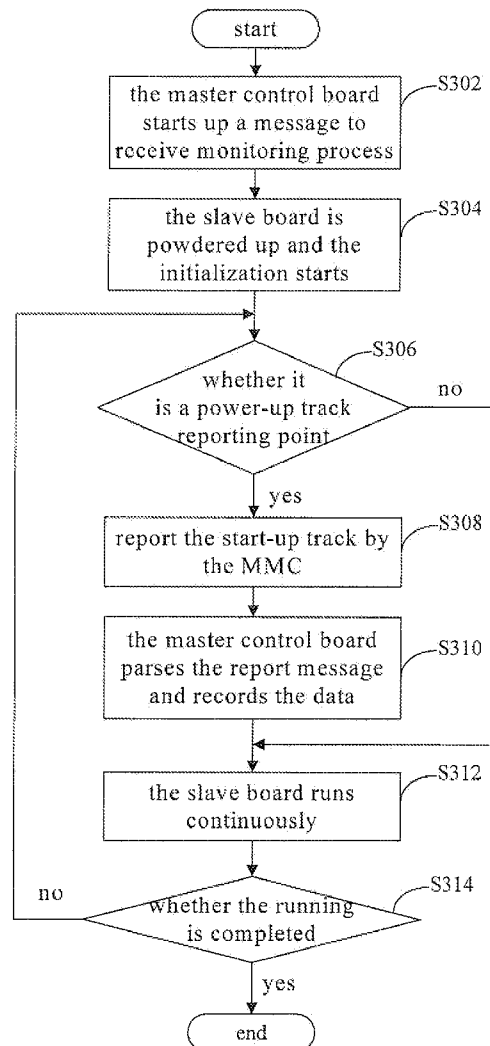 start
the master control board
starts up a message to
receive monitoring process
S302
the slave board is
powdered up and the
initialization starts
S304
whether it
is a power-up track
reporting point
S306
no
yes
report the start-up track by
the MMC
S308
the master control board
parses the report message
and records the data
S310
the slave board runs
continuously
S312
whether the running
is completed
S314
no
yes
end